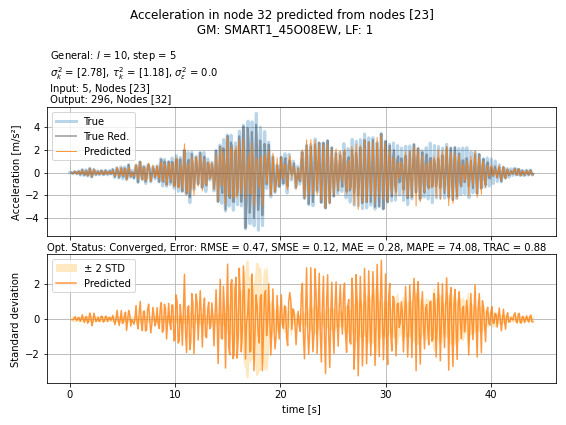 Acceleration in node 32 predicted from nodes [23]
GM: SMART1_45O08EW, LF: 1
General: l = 10, step = 5
σ_k^2 = [2.78], τ_k^2 = [1.18], σ_ε^2 = 0.0
Input: 5, Nodes [23]
Output: 296, Nodes [32]
True
True Red.
Predicted
Acceleration [m/s²]
4
2
0
−2
−4
Opt. Status: Converged, Error: RMSE = 0.47, SMSE = 0.12, MAE = 0.28, MAPE = 74.08, TRAC = 0.88
± 2 STD
Predicted
Standard deviation
2
0
−2
0 10 20 30 40
time [s]